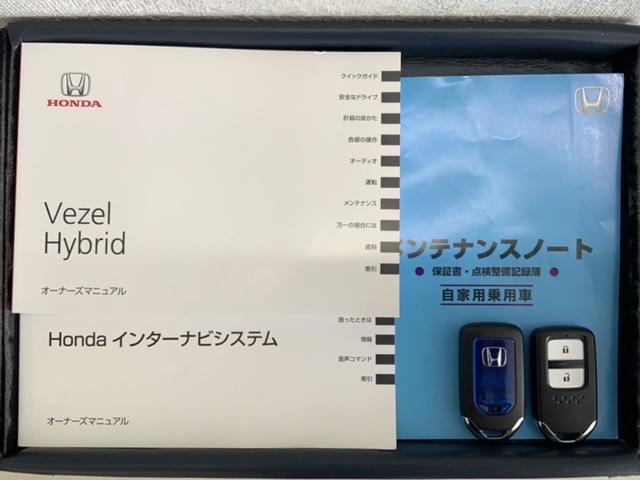 HONDA
Vezel
Hybrid
オーナーズマニュアル
クイックガイド
安全なドライブ
計器の見かた
各部の操作
オーディオ
運転
メンテナンス
万一の場合には
資料
索引
Honda インターナビシステム
オーナーズマニュアル
困ったときは
情報
音声コマンド
索引
メンテナンスノート
● 保証書・点検整備記録簿 ●
自家用乗用車